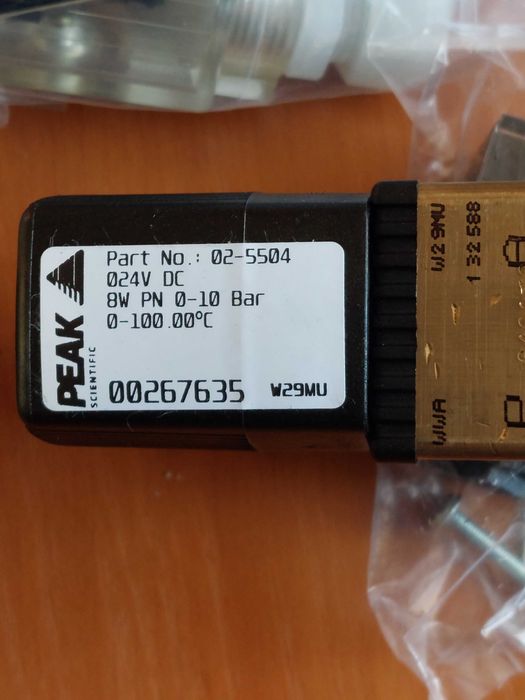 Part No.: 02-5504
024V DC
8W PN 0-10 Bar
0-100.00°C
PEAK
SCIENTIFIC
00267635 W29MU
W29MU
132588
WWA
P